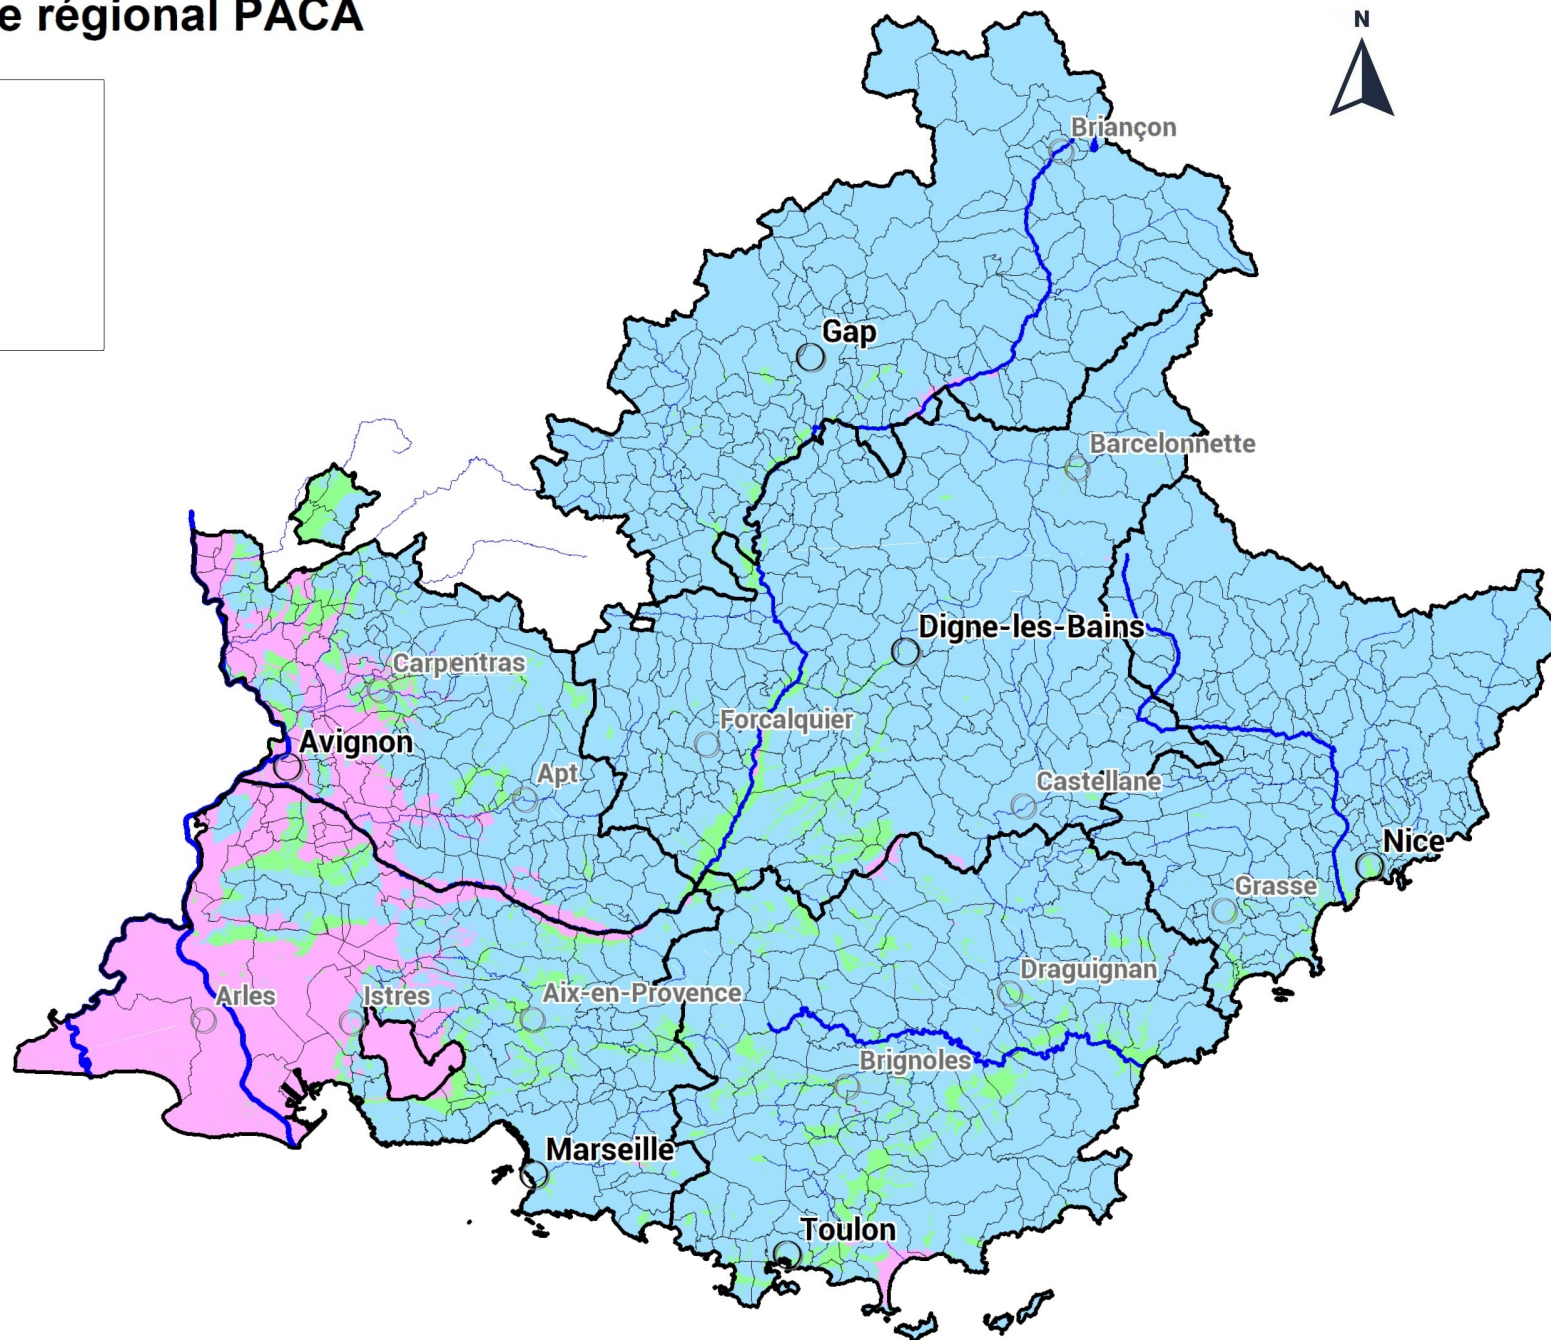 e régional PACA
N
Briançon
Gap
Barcelonnette
Digne-les-Bains
Carpentras
Forcalquier
Avignon
Apt
Castellane
Nice
Grasse
Draguignan
Arles
Istres
Aix-en-Provence
Brignoles
Marseille
Toulon